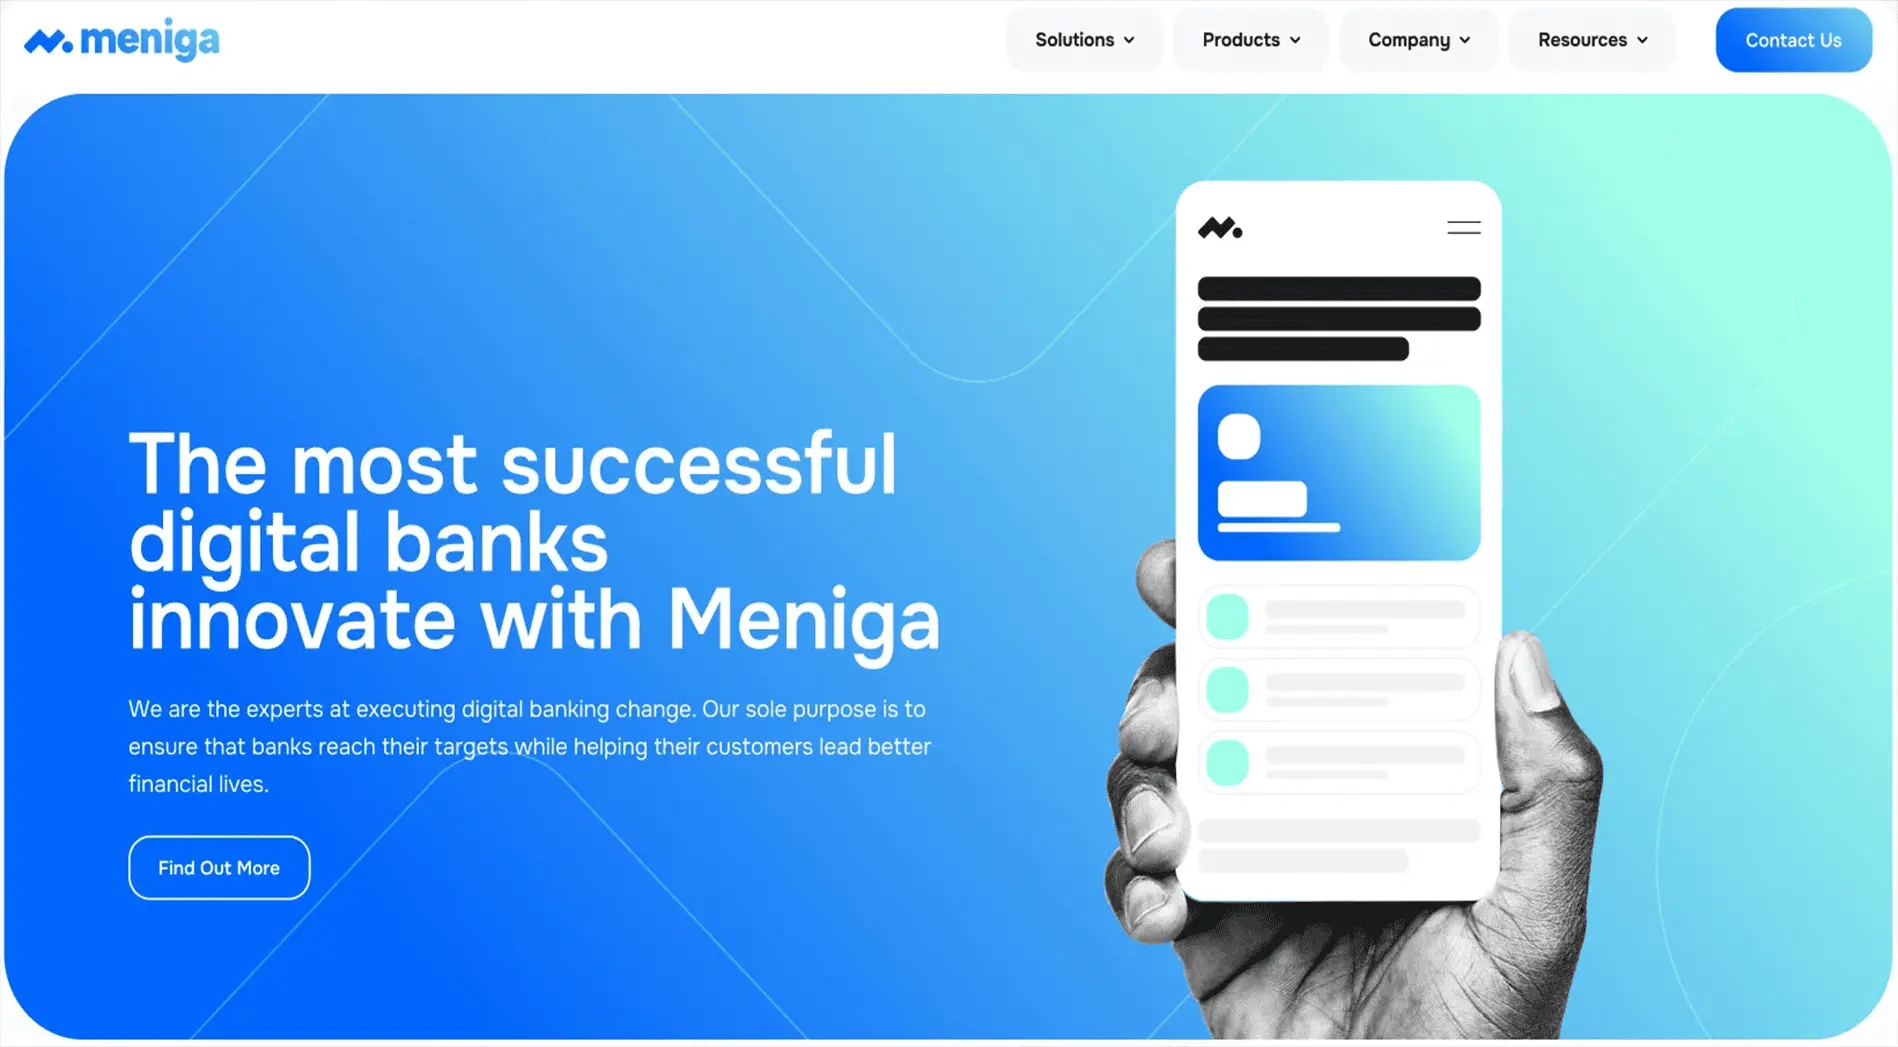 meniga
Solutions
Products
Company
Resources
Contact Us
The most successful
digital banks
innovate with Meniga
We are the experts at executing digital banking change. Our sole purpose is to
ensure that banks reach their targets while helping their customers lead better
financial lives.
Find Out More